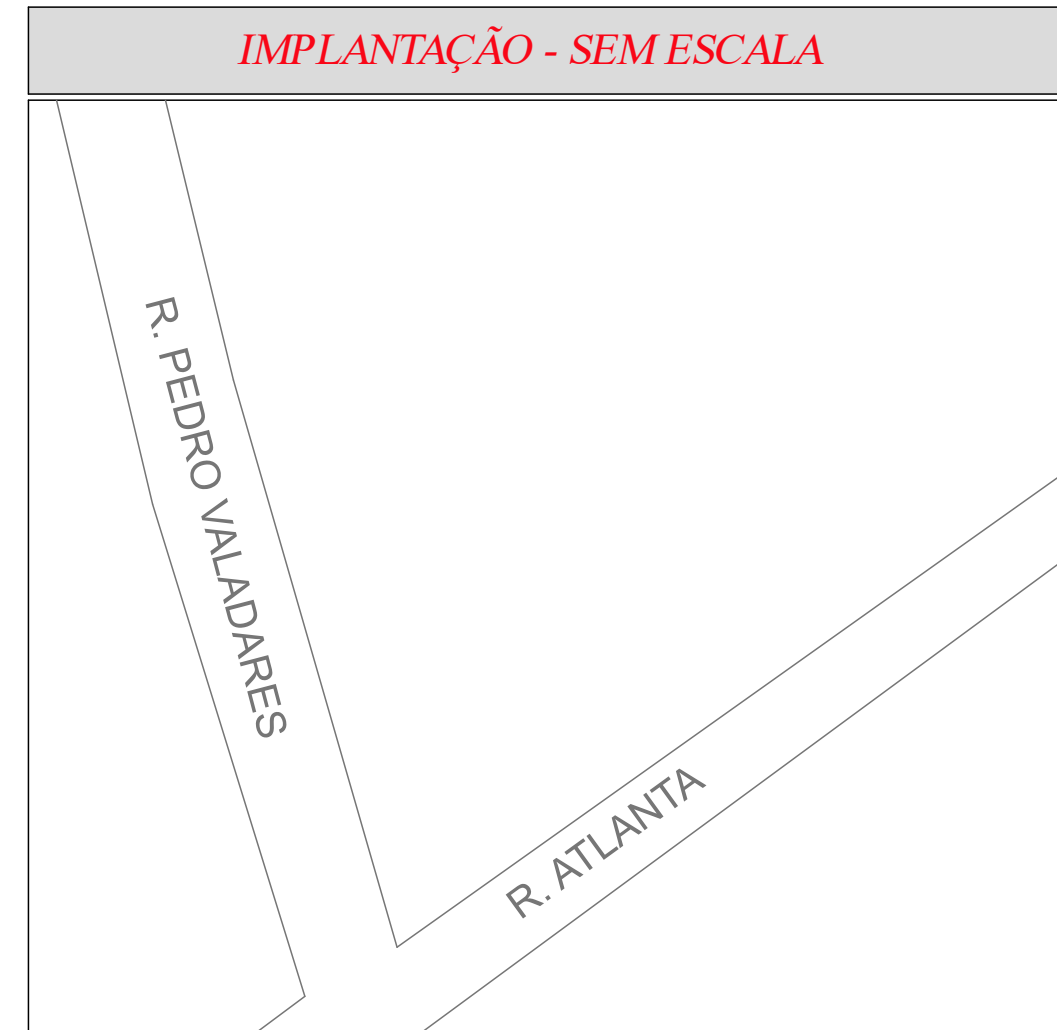 IMPLANTAÇÃO - SEM ESCALA
R. PEDRO VALADARES
R. ATLANTA